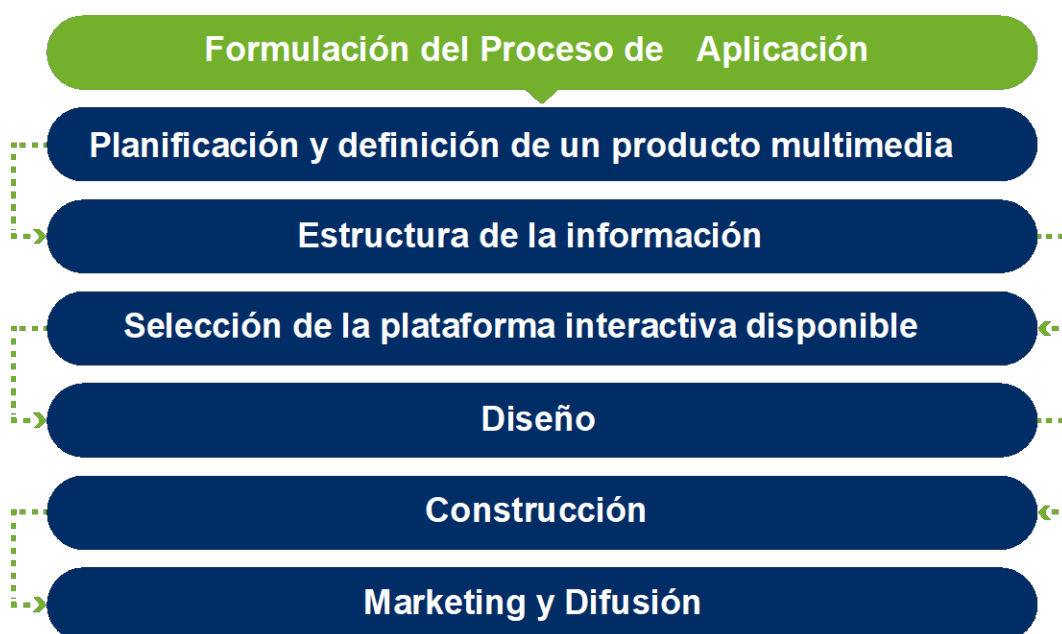 Formulación del Proceso de Aplicación
Planificación y definición de un producto multimedia
Estructura de la información
Selección de la plataforma interactiva disponible
Diseño
Construcción
Marketing y Difusión